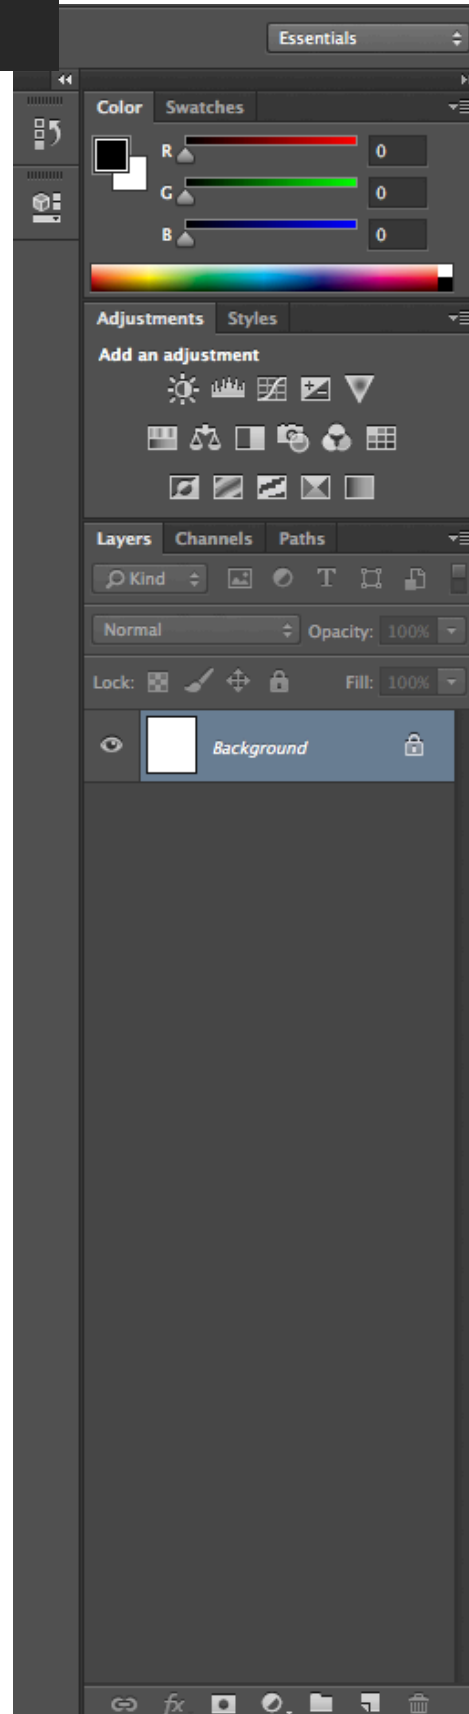 Essentials
Color Swatches
R 0
G 0
B 0
Adjustments Styles
Add an adjustment
Layers Channels Paths
Kind T
Normal Opacity: 100%
Lock: Fill: 100%
Background
fx